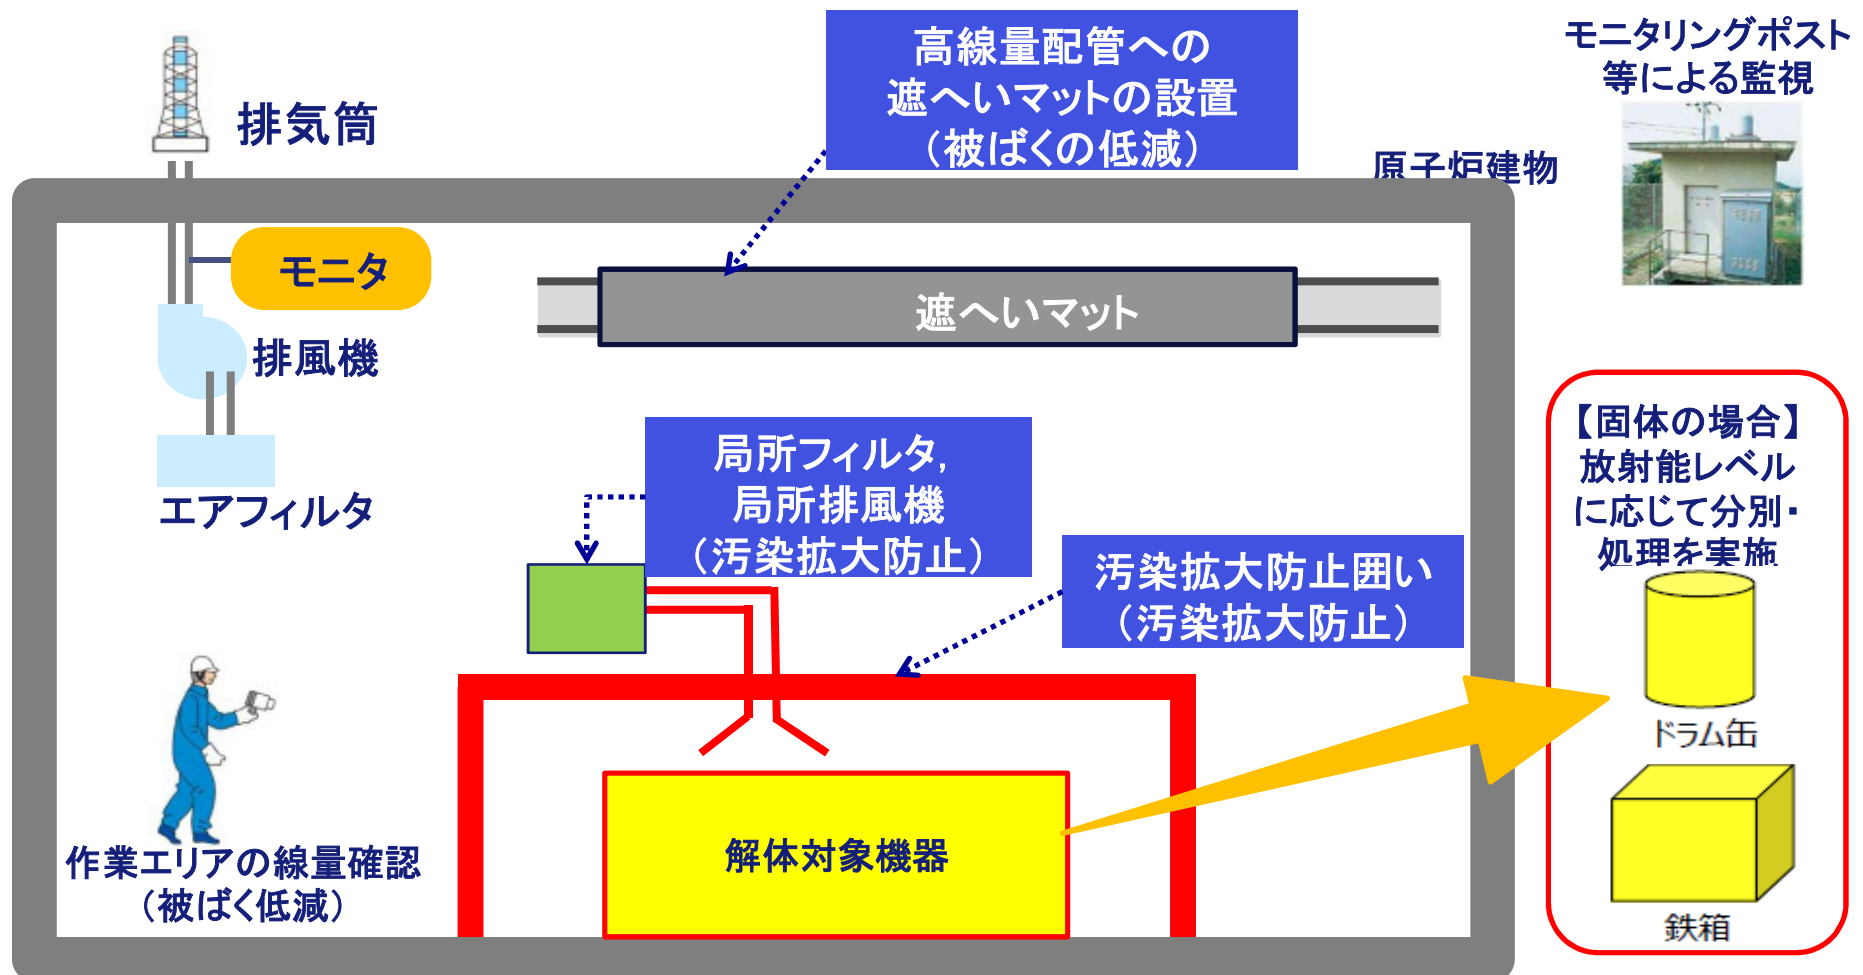 高線量配管への
遮へいマットの設置
（被ばくの低減）
モニタリングポスト
等による監視
排気筒
原子炉建物
モニタ
遮へいマット
排風機
エアフィルタ
局所フィルタ,
局所排風機
（汚染拡大防止）
汚染拡大防止囲い
（汚染拡大防止）
【固体の場合】
放射能レベル
に応じて分別・
処理を実施
ドラム缶
鉄箱
解体対象機器
作業エリアの線量確認
（被ばく低減）